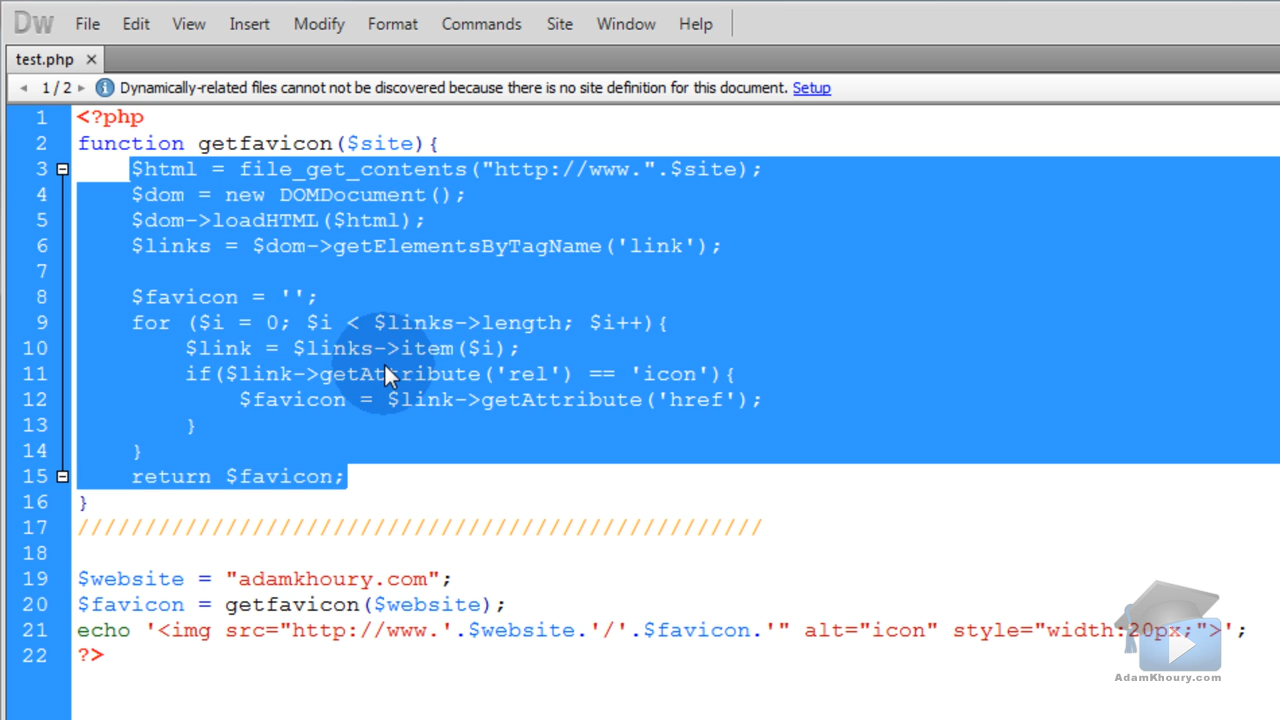 Dw File Edit View Insert Modify Format Commands Site Window Help
test.php ×
1 / 2 Dynamically-related files cannot not be discovered because there is no site definition for this document. Setup
1 <?php
2 function getfavicon($site){
3 $html = file_get_contents("http://www.".$site);
4 $dom = new DOMDocument();
5 $dom->loadHTML($html);
6 $links = $dom->getElementsByTagName('link');
7
8 $favicon = '';
9 for ($i = 0; $i < $links->length; $i++){
10 $link = $links->item($i);
11 if($link->getAttribute('rel') == 'icon'){
12 $favicon = $link->getAttribute('href');
13 }
14 }
15 return $favicon;
16 }
17 ///////////////////////////////////////////////////
18
19 $website = "adamkhoury.com";
20 $favicon = getfavicon($website);
21 echo '<img src="http://www.'.$website.'/'.$favicon.'" alt="icon" style="width:20px;">';
22 ?>
AdamKhoury.com